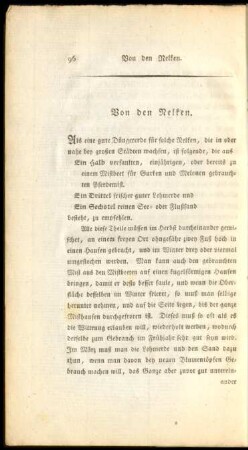 96 Von den Nelken.
Von den Nelken.
Als eine gute Düngererde für solche Nelken, die in oder
nahe bey großen Städten wachsen, ist folgende, die aus
Ein Halb verfaulten, einjährigen, oder bereits zu
einem Mistbeet für Gurken und Melonen gebrauch-
ten Pferdemist.
Ein Drittel frischer guter Lehmerde und
Ein Sechstel reinen See- oder Flußsand
besteht, zu empfehlen.
Alle diese Theile müssen im Herbst durcheinander gemi-
schet, an einem freyen Ort ohngefähr zwey Fuß hoch in
einen Haufen gebracht, und im Winter drey oder viermal
umgestochen werden. Man kann auch den gebrauchten
Mist aus den Mistbeeten auf einen kugelförmigen Haufen
bringen, damit er desto besser faule, und wenn die Ober-
fläche desselben im Winter frieret, so muß man selbige
herunter nehmen, und auf die Seite legen, bis der ganze
Misthaufen durchgefroren ist. Dieses muß so oft als es
die Witterung erlauben will, wiederholt werden, wodurch
derselbe zum Gebrauch im Frühjahr sehr gut seyn wird.
Im März muß man die Lehmerde und den Sand dazu
thun, wenn man davon bey neuen Blumentöpfen Ge-
brauch machen will, das Ganze aber zuvor gut unterein-
ander